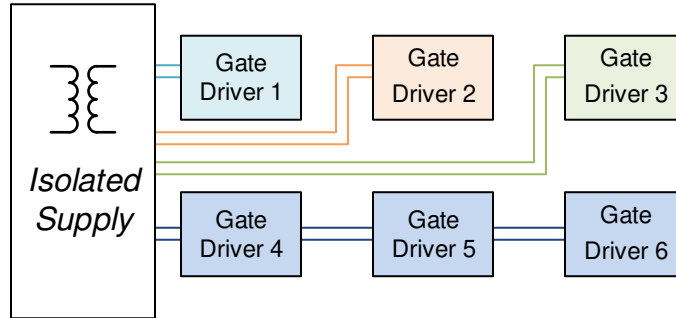 Isolated
Supply
Gate
Driver 1
Gate
Driver 2
Gate
Driver 3
Gate
Driver 4
Gate
Driver 5
Gate
Driver 6